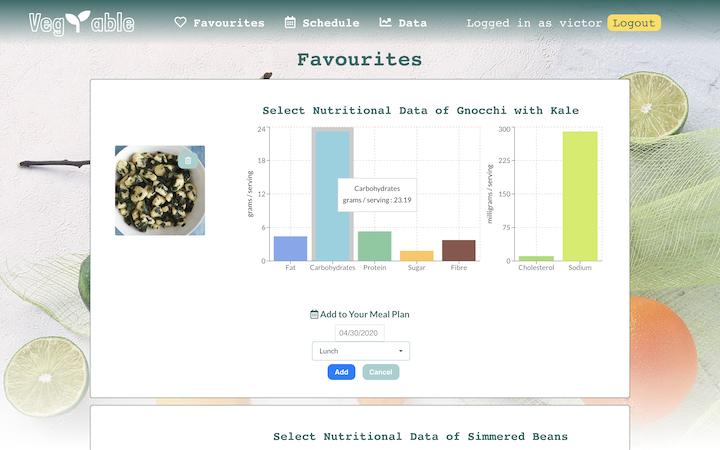 Veg able
Favourites
Schedule
Data
Logged in as victor
Logout
Favourites
Select Nutritional Data of Gnocchi with Kale
24
18
12
6
0
grams / serving
Carbohydrates
grams / serving : 23.19
Fat
Carbohydrates
Protein
Sugar
Fibre
300
225
150
75
0
milligrams / serving
Cholesterol
Sodium
Add to Your Meal Plan
04/30/2020
Lunch
Add
Cancel
Select Nutritional Data of Simmered Beans